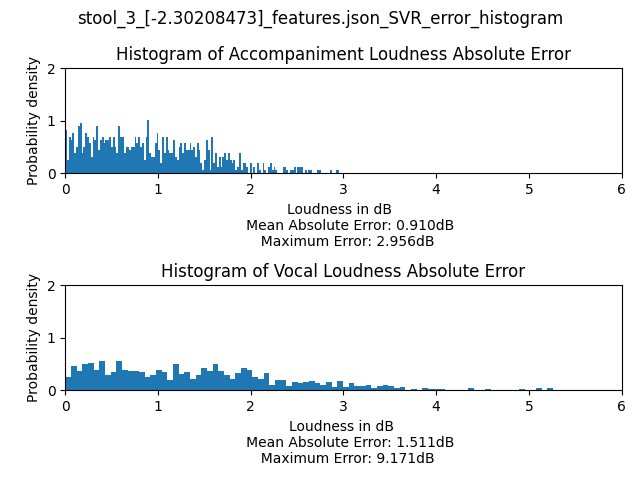 stool_3_[-2.30208473]_features.json_SVR_error_histogram
Histogram of Accompaniment Loudness Absolute Error
Probability density
2
1
0
0 1 2 3 4 5 6
Loudness in dB
Mean Absolute Error: 0.910dB
Maximum Error: 2.956dB
Histogram of Vocal Loudness Absolute Error
Probability density
2
1
0
0 1 2 3 4 5 6
Loudness in dB
Mean Absolute Error: 1.511dB
Maximum Error: 9.171dB